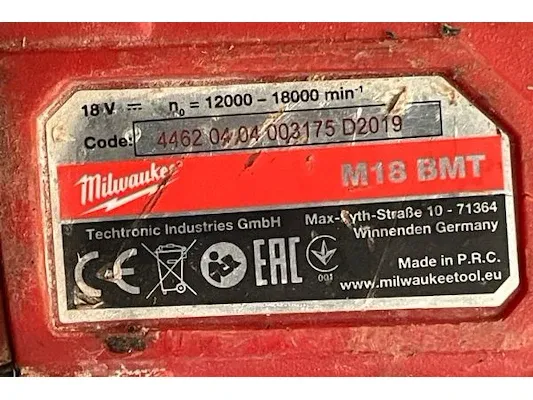 18 V ⎓ n₀ = 12000 – 18000 min⁻¹
Code: 4462 04 04 003175 D2019
Milwaukee
M18 BMT
Techtronic Industries GmbH
Max-Eyth-Straße 10 - 71364
Winnenden Germany
CE
EAC
001
Made in P.R.C.
www.milwaukeetool.eu